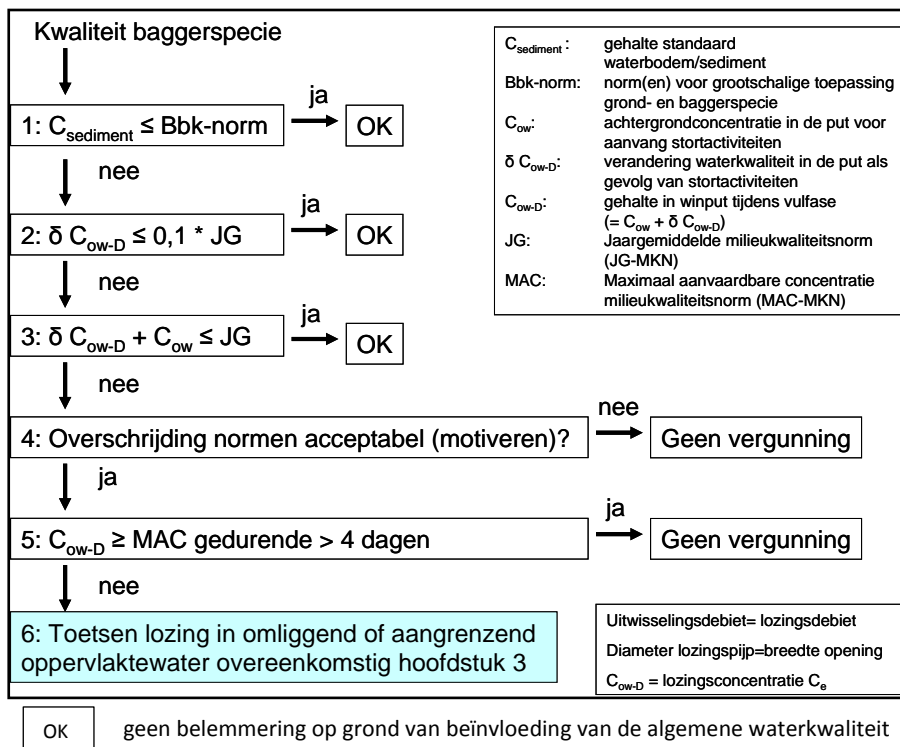 Kwaliteit baggerspecie
C_sediment : gehalte standaard
waterbodem/sediment
Bbk-norm: norm(en) voor grootschalige toepassing
grond- en baggerspecie
C_ow: achtergrondconcentratie in de put voor
aanvang stortactiviteiten
δ C_ow-D: verandering waterkwaliteit in de put als
gevolg van stortactiviteiten
C_ow-D: gehalte in winput tijdens vulfase
(= C_ow + δ C_ow-D)
JG: Jaargemiddelde milieukwaliteitsnorm
(JG-MKN)
MAC: Maximaal aanvaardbare concentratie
milieukwaliteitsnorm (MAC-MKN)
1: C_sediment ≤ Bbk-norm
ja
OK
nee
2: δ C_ow-D ≤ 0,1 * JG
ja
OK
nee
3: δ C_ow-D + C_ow ≤ JG
ja
OK
nee
4: Overschrijding normen acceptabel (motiveren)?
nee
Geen vergunning
ja
5: C_ow-D ≥ MAC gedurende > 4 dagen
ja
Geen vergunning
nee
6: Toetsen lozing in omliggend of aangrenzend
oppervlaktewater overeenkomstig hoofdstuk 3
Uitwisselingsdebiet= lozingsdebiet
Diameter lozingspijp=breedte opening
C_ow-D = lozingsconcentratie C_e
OK geen belemmering op grond van beïnvloeding van de algemene waterkwaliteit